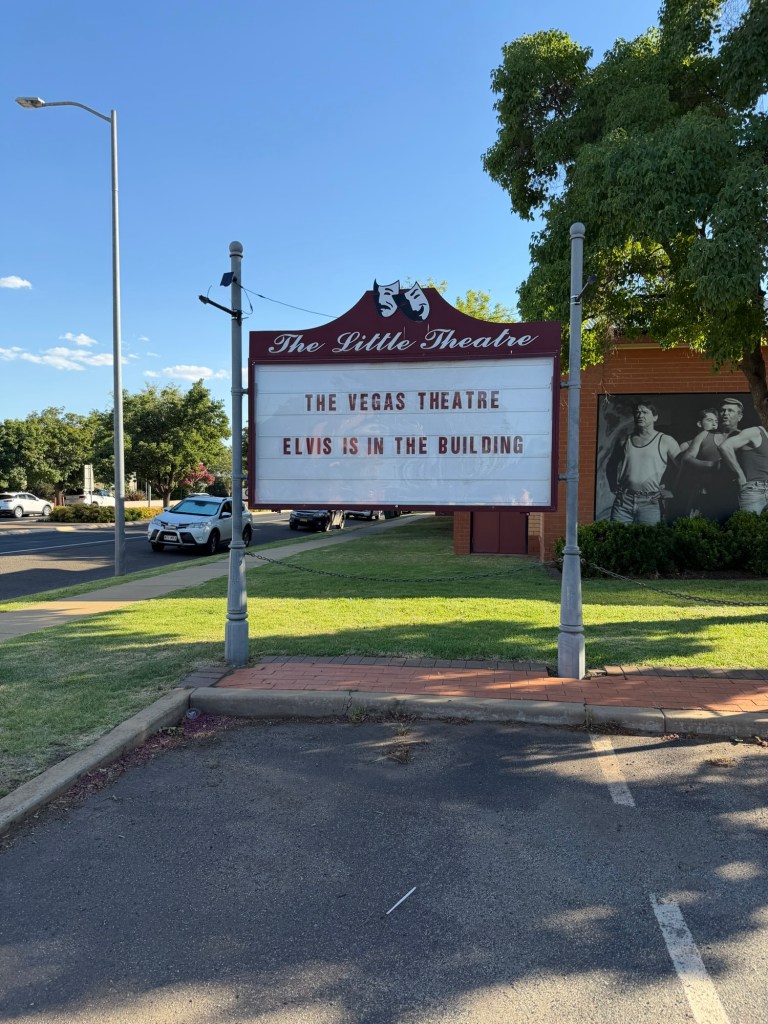 The Little Theatre
THE VEGAS THEATRE
ELVIS IS IN THE BUILDING